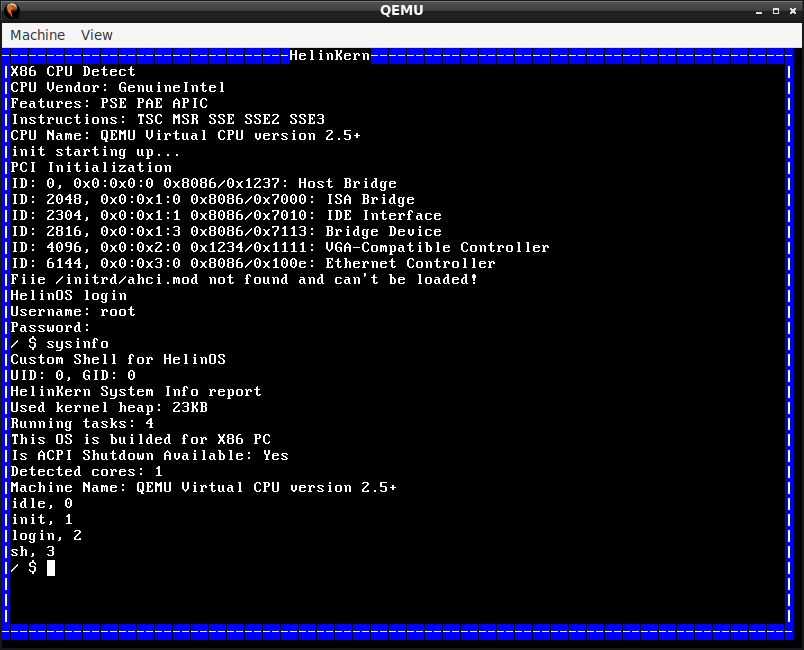 QEMU
Machine View
HelinKern
X86 CPU Detect
CPU Vendor: GenuineIntel
Features: PSE PAE APIC
Instructions: TSC MSR SSE SSE2 SSE3
CPU Name: QEMU Virtual CPU version 2.5+
init starting up...
PCI Initialization
ID: 0, 0x0:0x0:0 0x8086/0x1237: Host Bridge
ID: 2048, 0x0:0x1:0 0x8086/0x7000: ISA Bridge
ID: 2304, 0x0:0x1:1 0x8086/0x7010: IDE Interface
ID: 2816, 0x0:0x1:3 0x8086/0x7113: Bridge Device
ID: 4096, 0x0:0x2:0 0x1234/0x1111: VGA-Compatible Controller
ID: 6144, 0x0:0x3:0 0x8086/0x100e: Ethernet Controller
Fiie /initrd/ahci.mod not found and can't be loaded!
HelinOS login
Username: root
Password:
/ $ sysinfo
Custom Shell for HelinOS
UID: 0, GID: 0
HelinKern System Info report
Used kernel heap: 23KB
Running tasks: 4
This OS is builded for X86 PC
Is ACPI Shutdown Available: Yes
Detected cores: 1
Machine Name: QEMU Virtual CPU version 2.5+
idle, 0
init, 1
login, 2
sh, 3
/ $